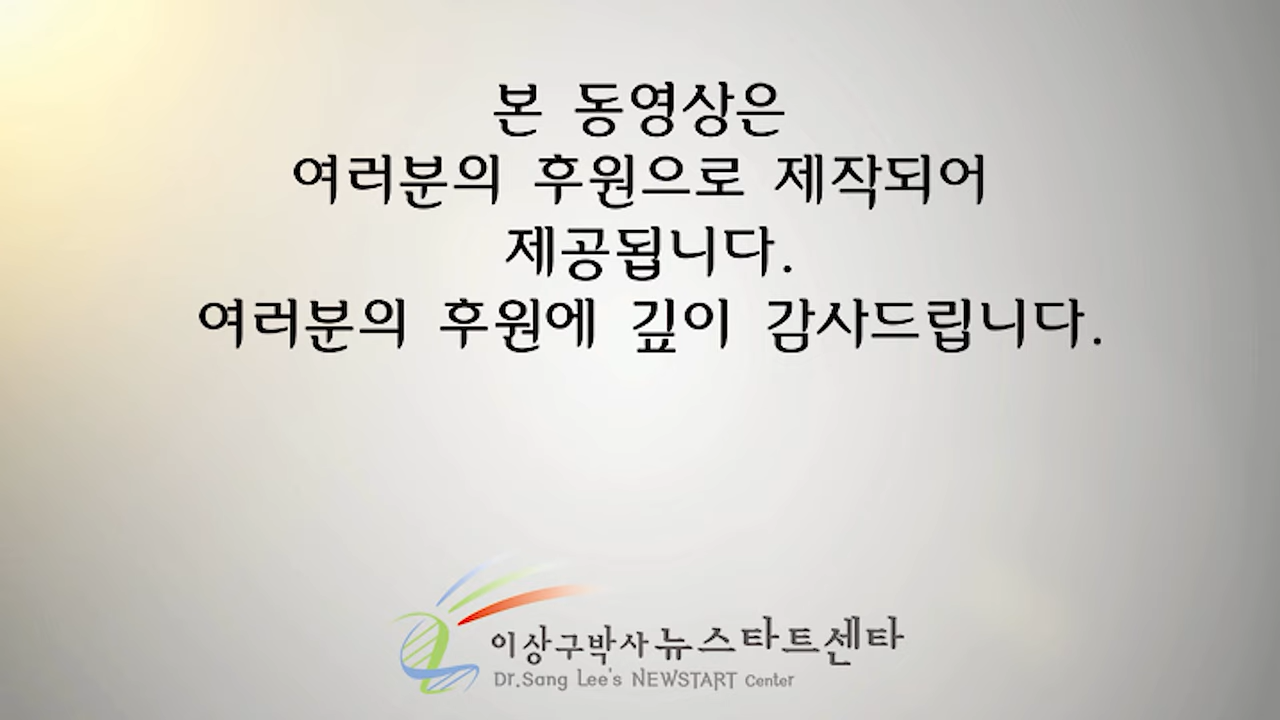 본 동영상은
여러분의 후원으로 제작되어
제공됩니다.
여러분의 후원에 깊이 감사드립니다.
이상구박사 뉴스타트센타
Dr.Sang Lee's NEWSTART Center